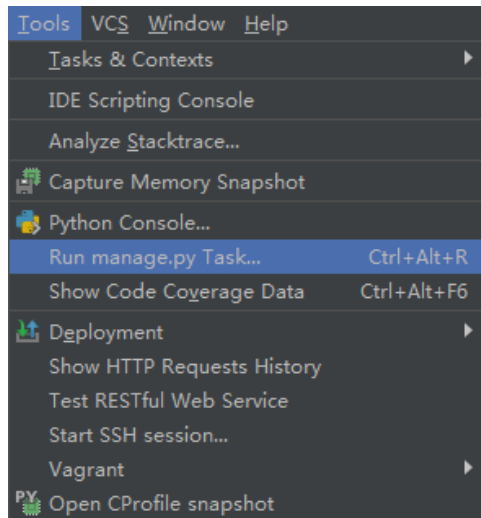 Tools VCS Window Help
Tasks & Contexts
IDE Scripting Console
Analyze Stacktrace...
Capture Memory Snapshot
Python Console...
Run manage.py Task... Ctrl+Alt+R
Show Code Coverage Data Ctrl+Alt+F6
Deployment
Show HTTP Requests History
Test RESTful Web Service
Start SSH session...
Vagrant
PY Open CProfile snapshot